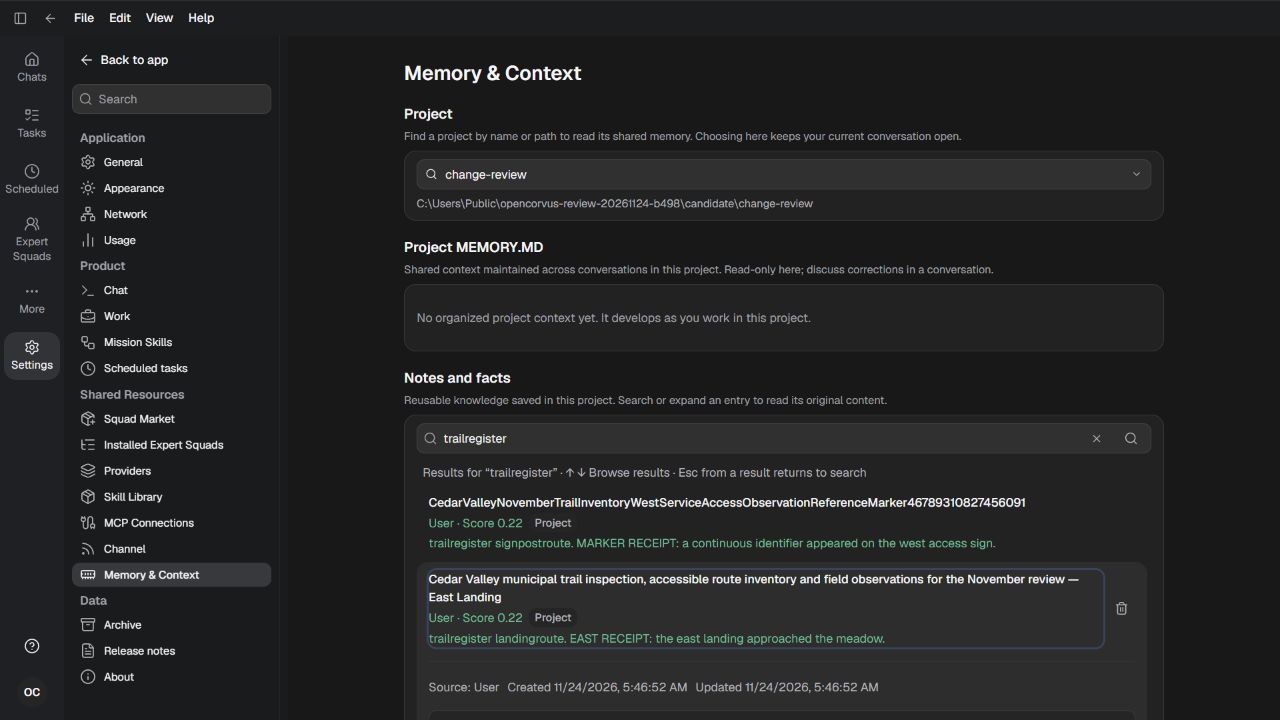 File Edit View Help
Chats
Tasks
Scheduled
Expert
Squads
More
Settings
OC
Back to app
Search
Application
General
Appearance
Network
Usage
Product
Chat
Work
Mission Skills
Scheduled tasks
Shared Resources
Squad Market
Installed Expert Squads
Providers
Skill Library
MCP Connections
Channel
Memory & Context
Data
Archive
Release notes
About
Memory & Context
Project
Find a project by name or path to read its shared memory. Choosing here keeps your current conversation open.
change-review
C:\Users\Public\opencorvus-review-20261124-b498\candidate\change-review
Project MEMORY.MD
Shared context maintained across conversations in this project. Read-only here; discuss corrections in a conversation.
No organized project context yet. It develops as you work in this project.
Notes and facts
Reusable knowledge saved in this project. Search or expand an entry to read its original content.
trailregister
Results for “trailregister” · ↑ ↓ Browse results · Esc from a result returns to search
CedarValleyNovemberTrailInventoryWestServiceAccessObservationReferenceMarker46789310827456091
User · Score 0.22 Project
trailregister signpostroute. MARKER RECEIPT: a continuous identifier appeared on the west access sign.
Cedar Valley municipal trail inspection, accessible route inventory and field observations for the November review —
East Landing
User · Score 0.22 Project
trailregister landingroute. EAST RECEIPT: the east landing approached the meadow.
Source: User Created 11/24/2026, 5:46:52 AM Updated 11/24/2026, 5:46:52 AM